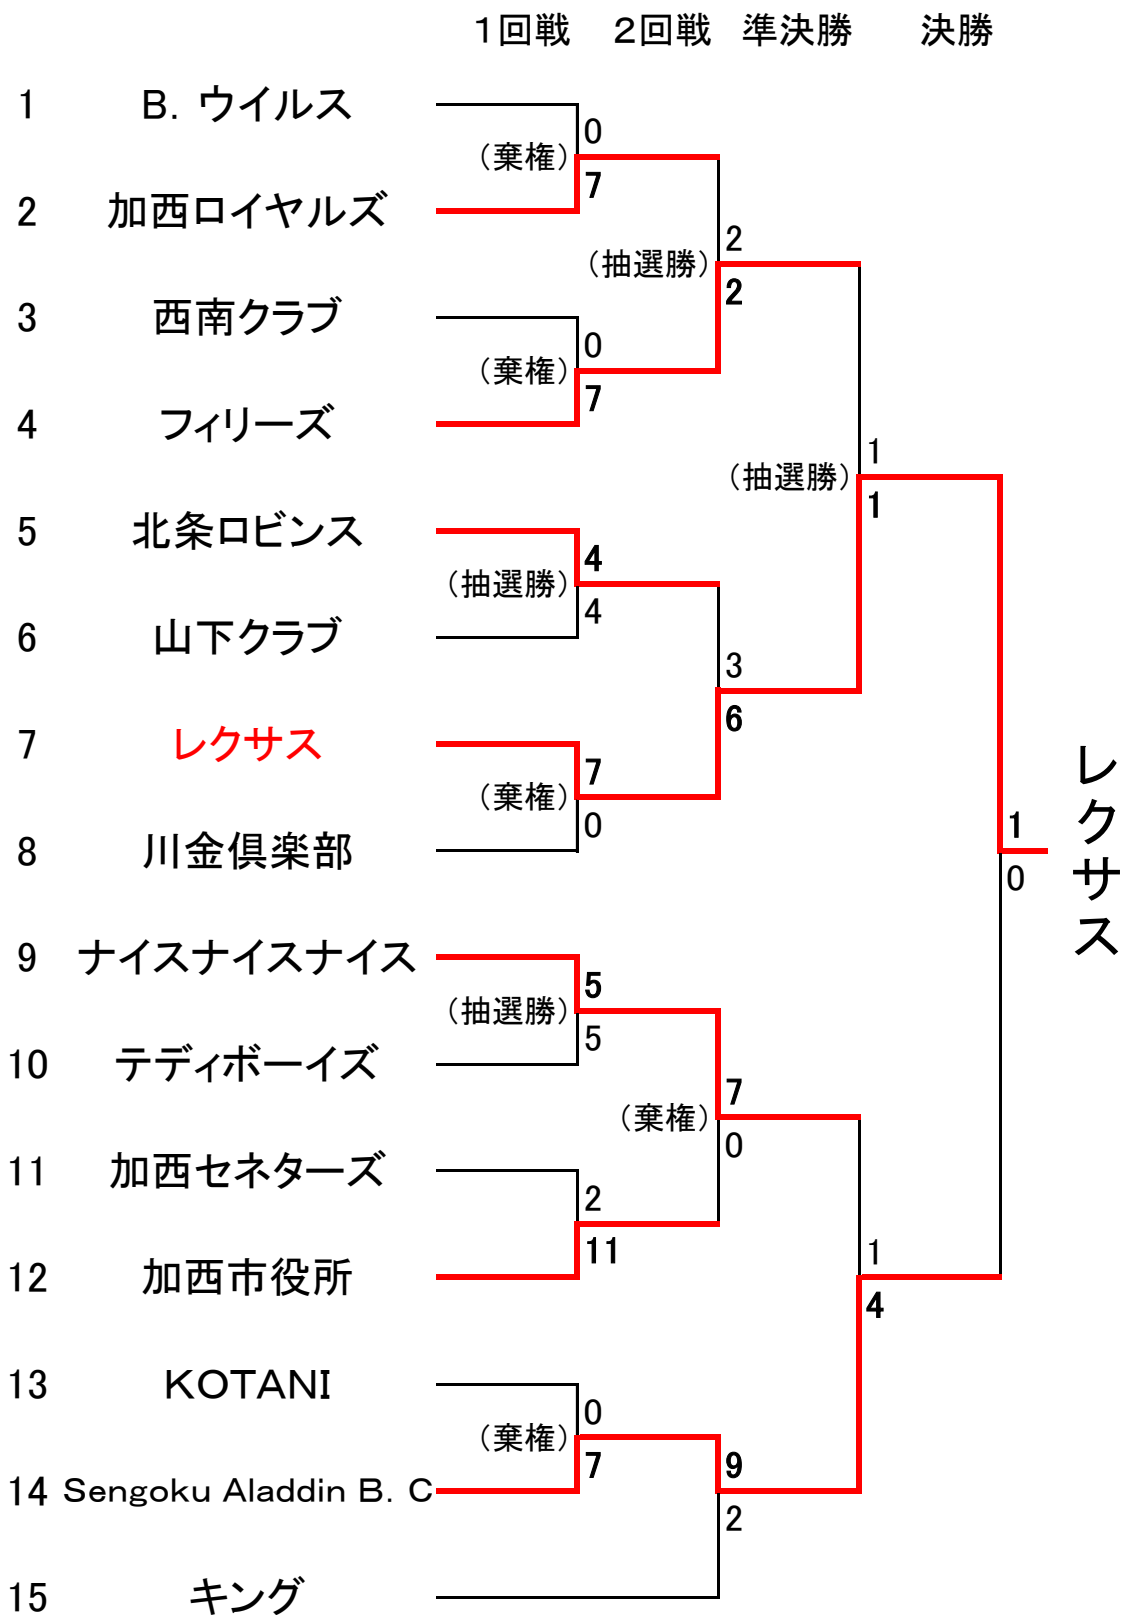 1回戦 2回戦 準決勝 決勝
1 B. ウイルス
0
(棄権)
7
2 加西ロイヤルズ
2
(抽選勝)
2
3 西南クラブ
0
(棄権)
7
4 フィリーズ
1
(抽選勝)
1
5 北条ロビンス
4
(抽選勝)
4
6 山下クラブ
3
6
7 レクサス
7
(棄権)
0
8 川金倶楽部
1
0
レクサス
9 ナイスナイスナイス
5
(抽選勝)
5
10 テディボーイズ
7
(棄権)
0
11 加西セネターズ
2
11
12 加西市役所
1
4
13 KOTANI
0
(棄権)
7
14 Sengoku Aladdin B. C
9
2
15 キング